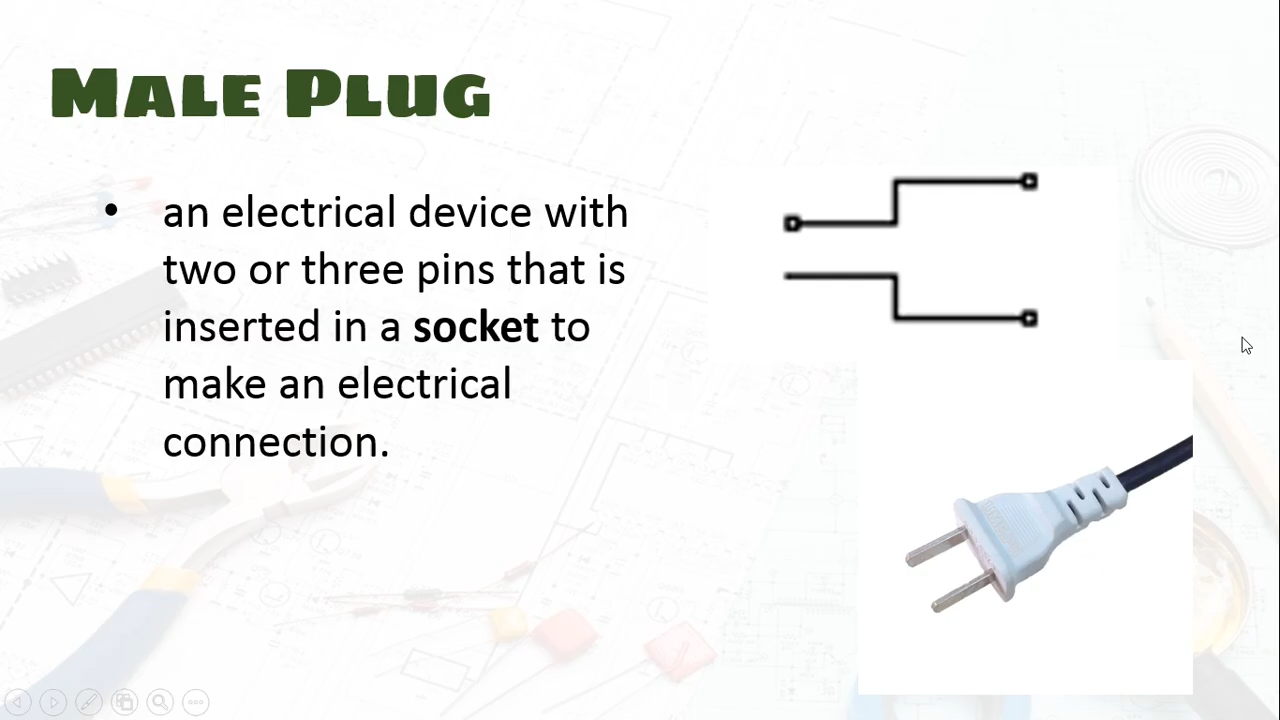 MALE PLUG
• an electrical device with
two or three pins that is
inserted in a socket to
make an electrical
connection.